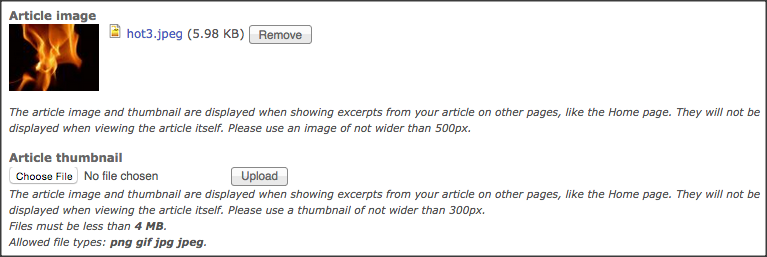 Article image
hot3.jpeg (5.98 KB) Remove
The article image and thumbnail are displayed when showing excerpts from your article on other pages, like the Home page. They will not be
displayed when viewing the article itself. Please use an image of not wider than 500px.
Article thumbnail
Choose File No file chosen Upload
The article image and thumbnail are displayed when showing excerpts from your article on other pages, like the Home page. They will not be
displayed when viewing the article itself. Please use a thumbnail of not wider than 300px.
Files must be less than 4 MB.
Allowed file types: png gif jpg jpeg.